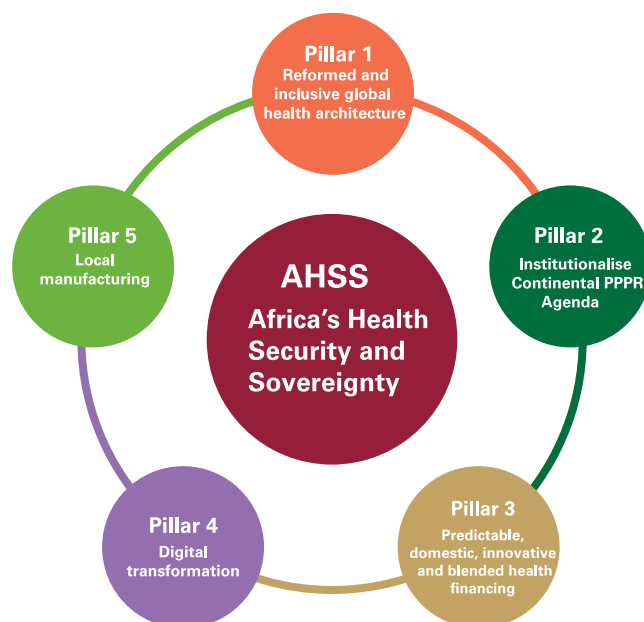 Pillar 1
Reformed and
inclusive global
health architecture
Pillar 2
Institutionalise
Continental PPPR
Agenda
Pillar 3
Predictable,
domestic, innovative
and blended health
financing
Pillar 4
Digital
transformation
Pillar 5
Local
manufacturing
AHSS
Africa’s Health
Security and
Sovereignty